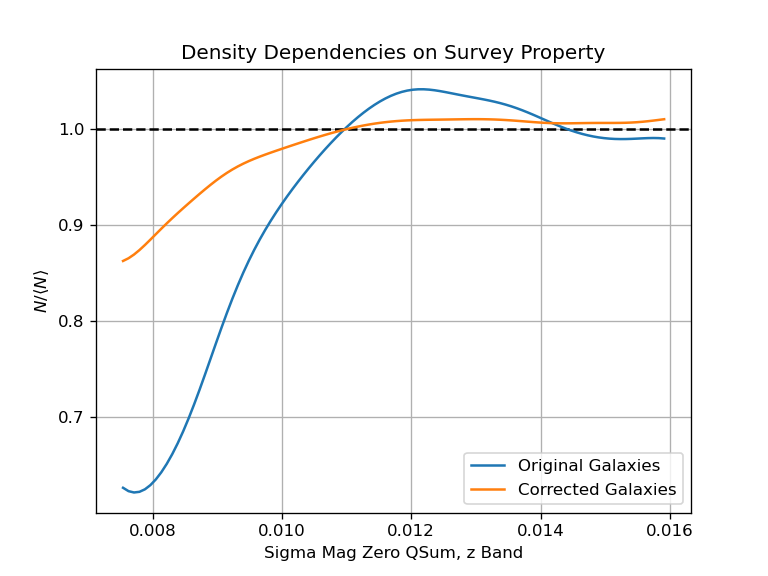 Density Dependencies on Survey Property
N/⟨N⟩
1.0
0.9
0.8
0.7
0.008
0.010
0.012
0.014
0.016
Sigma Mag Zero QSum, z Band
Original Galaxies
Corrected Galaxies